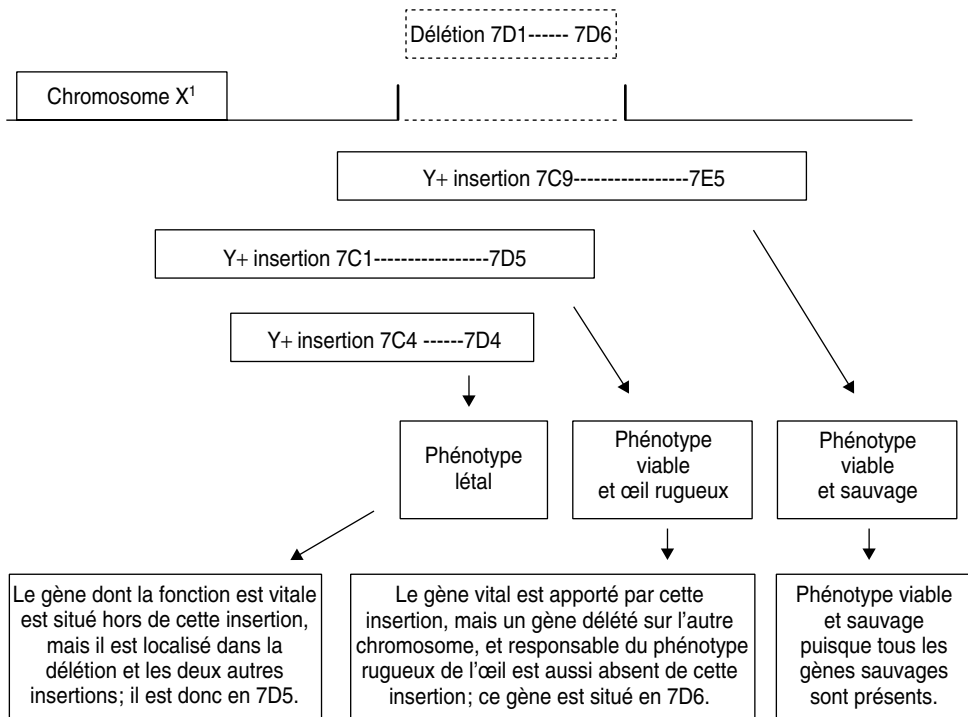 Délétion 7D1------ 7D6
Chromosome X1
Y+ insertion 7C9-----------------7E5
Y+ insertion 7C1-----------------7D5
Y+ insertion 7C4 ------7D4
Phénotype
létal
Phénotype
viable
et œil rugueux
Phénotype
viable
et sauvage
Le gène dont la fonction est vitale
est situé hors de cette insertion,
mais il est localisé dans la
délétion et les deux autres
insertions; il est donc en 7D5.
Le gène vital est apporté par cette
insertion, mais un gène délété sur l’autre
chromosome, et responsable du phénotype
rugueux de l’œil est aussi absent de cette
insertion; ce gène est situé en 7D6.
Phénotype viable
et sauvage
puisque tous les
gènes sauvages
sont présents.